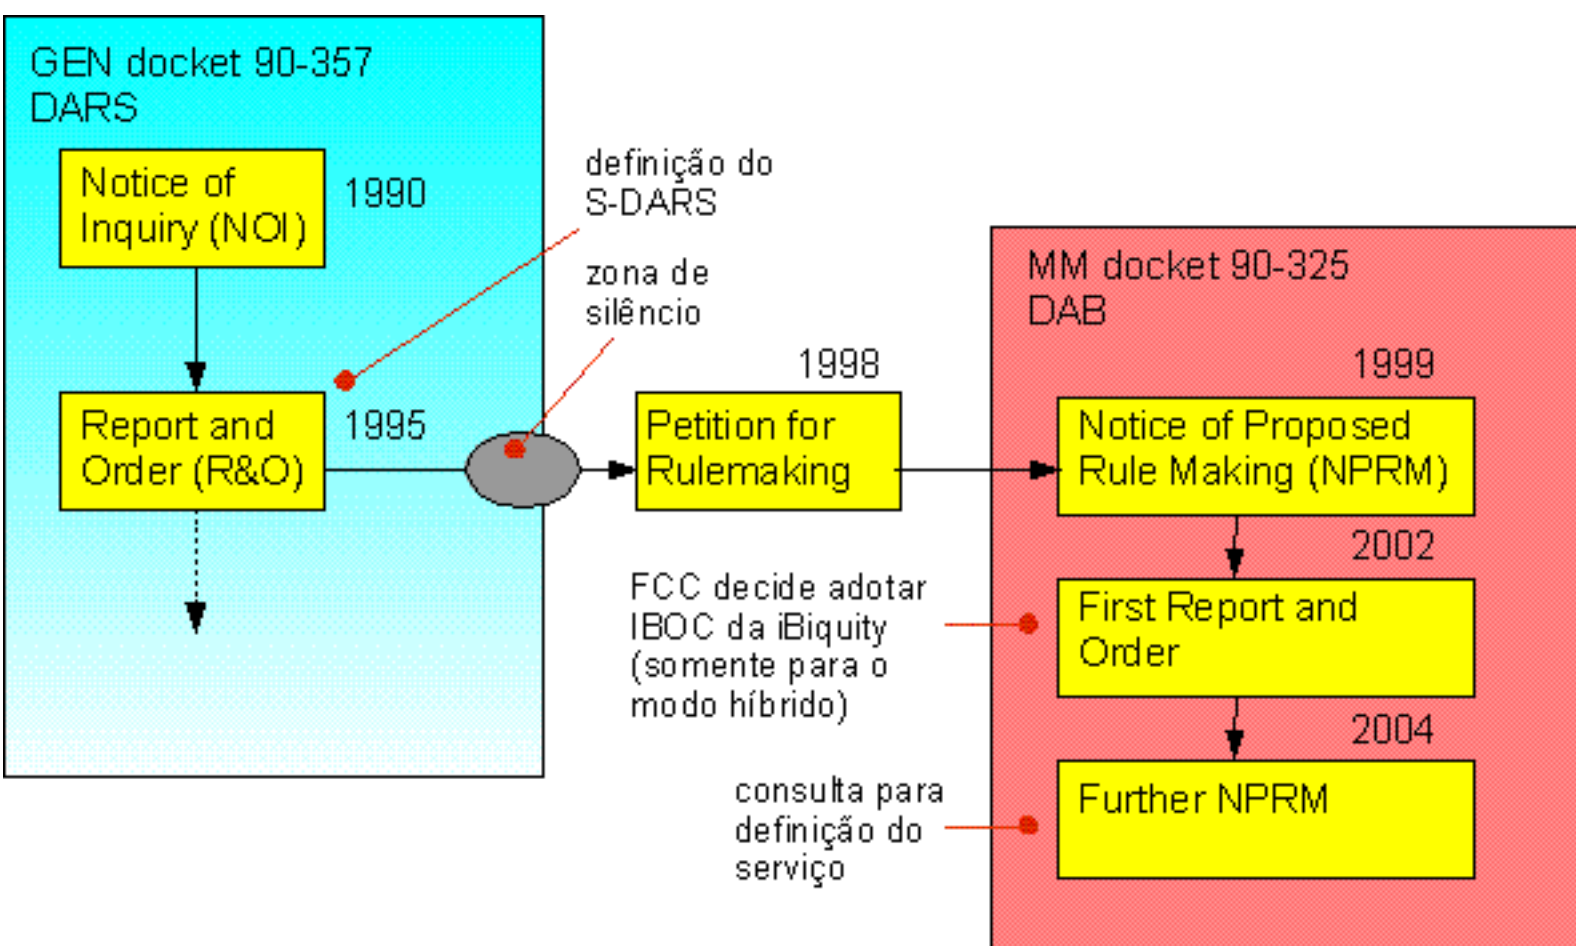 GEN docket 90-357
DARS
Notice of
Inquiry (NOI)
1990
definição do
S-DARS
zona de
silêncio
Report and
Order (R&O)
1995
1998
Petition for
Rulemaking
MM docket 90-325
DAB
1999
Notice of Proposed
Rule Making (NPRM)
2002
FCC decide adotar
IBOC da iBiquity
(somente para o
modo híbrido)
First Report and
Order
2004
consulta para
definição do
serviço
Further NPRM